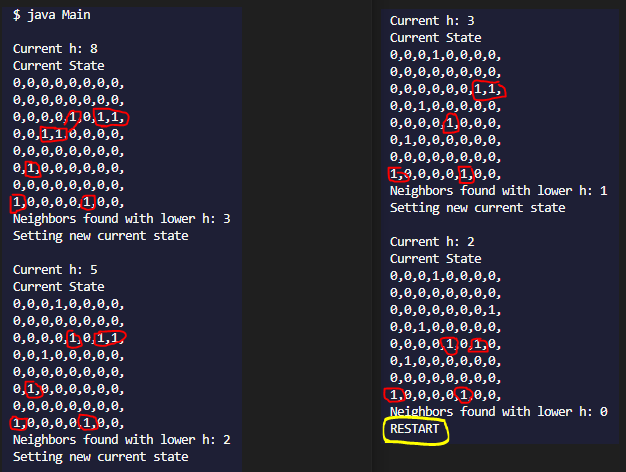 $ java Main
Current h: 8
Current State
0,0,0,0,0,0,0,0,
0,0,0,0,0,0,0,0,
0,0,0,0,1,0,1,1,
0,0,1,1,0,0,0,0,
0,0,0,0,0,0,0,0,
0,1,0,0,0,0,0,0,
0,0,0,0,0,0,0,0,
1,0,0,0,0,1,0,0,
Neighbors found with lower h: 3
Setting new current state
Current h: 5
Current State
0,0,0,1,0,0,0,0,
0,0,0,0,0,0,0,0,
0,0,0,0,1,0,1,1,
0,0,1,0,0,0,0,0,
0,0,0,0,0,0,0,0,
0,1,0,0,0,0,0,0,
0,0,0,0,0,0,0,0,
1,0,0,0,0,1,0,0,
Neighbors found with lower h: 2
Setting new current state
Current h: 3
Current State
0,0,0,1,0,0,0,0,
0,0,0,0,0,0,0,0,
0,0,0,0,0,0,1,1,
0,0,1,0,0,0,0,0,
0,0,0,0,1,0,0,0,
0,1,0,0,0,0,0,0,
0,0,0,0,0,0,0,0,
1,0,0,0,0,1,0,0,
Neighbors found with lower h: 1
Setting new current state
Current h: 2
Current State
0,0,0,1,0,0,0,0,
0,0,0,0,0,0,0,0,
0,0,0,0,0,0,0,1,
0,0,1,0,0,0,0,0,
0,0,0,0,1,0,1,0,
0,1,0,0,0,0,0,0,
0,0,0,0,0,0,0,0,
1,0,0,0,0,1,0,0,
Neighbors found with lower h: 0
RESTART